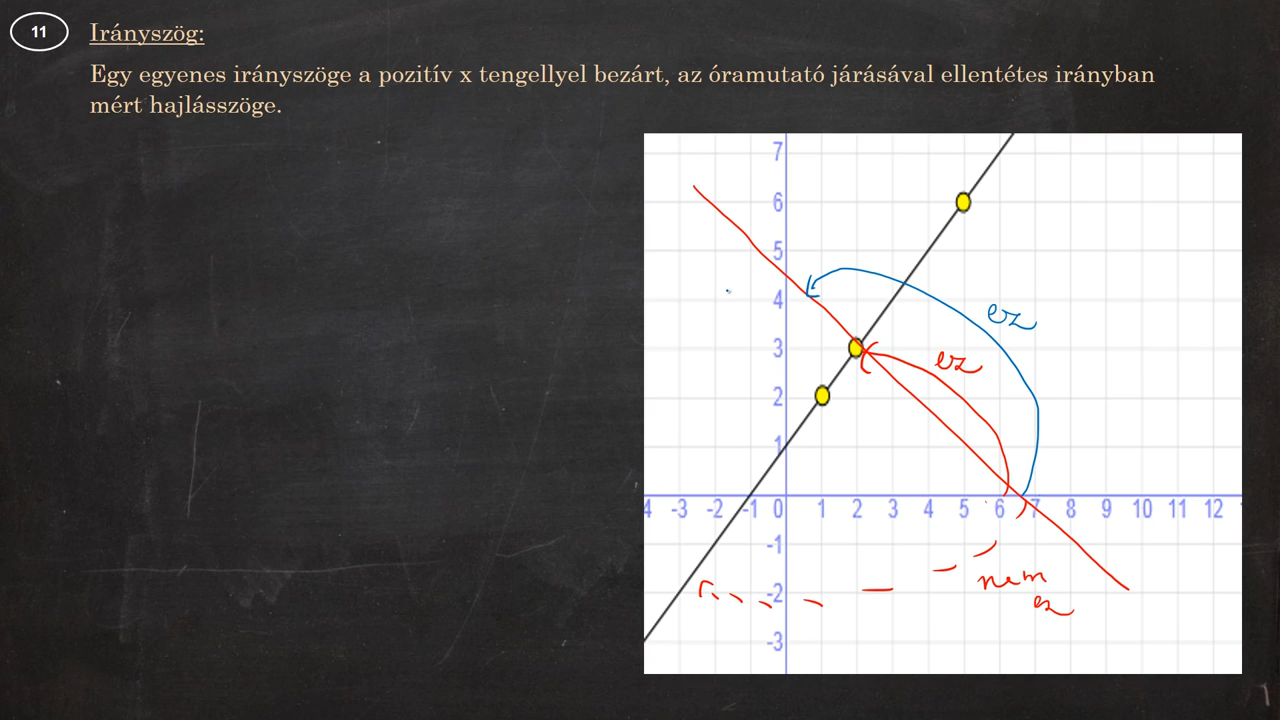 11
Irányszög:
Egy egyenes irányszöge a pozitív x tengellyel bezárt, az óramutató járásával ellentétes irányban
mért hajlásszöge.
7
6
5
4
3
2
1
4 -3 -2 -1 0 1 2 3 4 5 6 7 8 9 10 11 12
-1
-2
-3
ez
ez
nem
ez